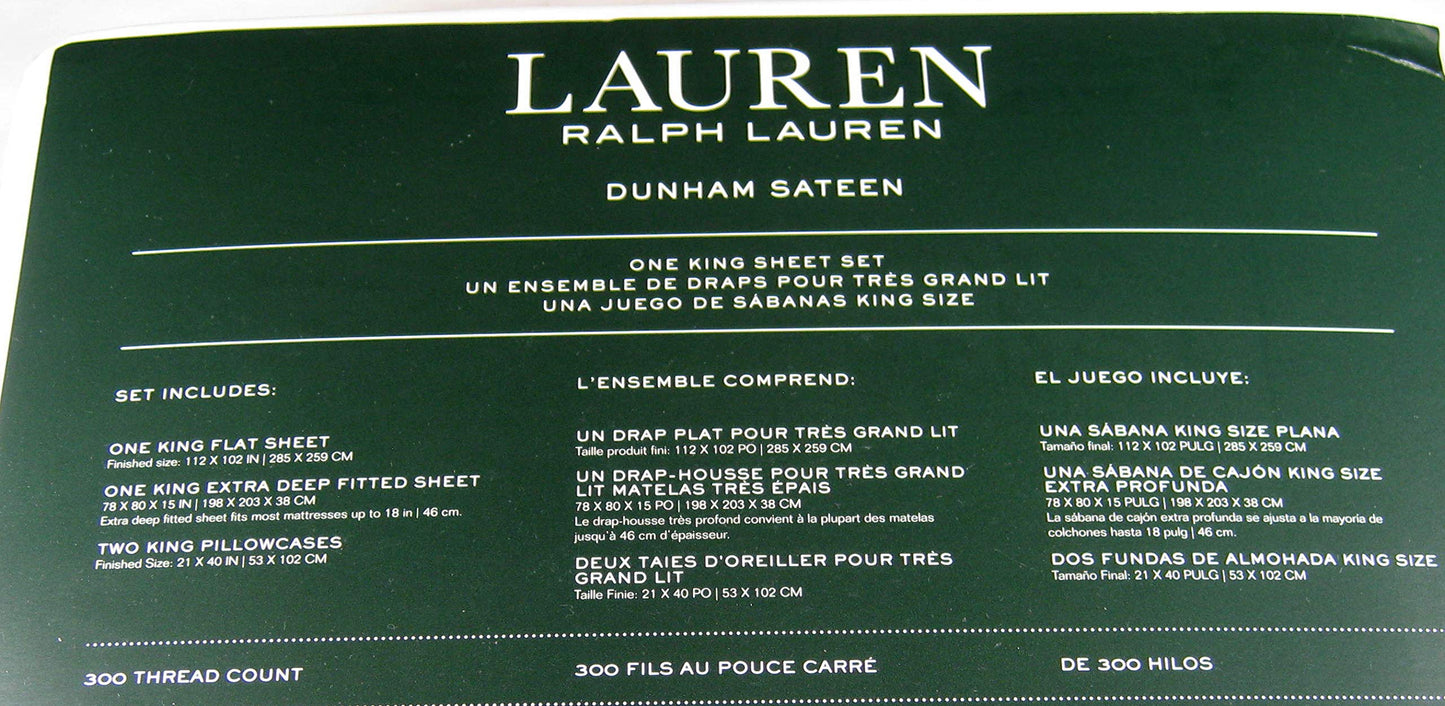 LAUREN
RALPH LAUREN
DUNHAM SATEEN
ONE KING SHEET SET
UN ENSEMBLE DE DRAPS POUR TRÈS GRAND LIT
UNA JUEGO DE SÁBANAS KING SIZE
SET INCLUDES:
ONE KING FLAT SHEET
Finished size: 112 X 102 IN | 285 X 259 CM
ONE KING EXTRA DEEP FITTED SHEET
78 X 80 X 15 IN | 198 X 203 X 38 CM
Extra deep fitted sheet fits most mattresses up to 18 in | 46 cm.
TWO KING PILLOWCASES
Finished Size: 21 X 40 IN | 53 X 102 CM
L'ENSEMBLE COMPREND:
UN DRAP PLAT POUR TRÈS GRAND LIT
Taille produit fini: 112 X 102 PO | 285 X 259 CM
UN DRAP-HOUSSE POUR TRÈS GRAND
LIT MATELAS TRÈS ÉPAIS
78 X 80 X 15 PO | 198 X 203 X 38 CM
Le drap-housse très profond convient à la plupart des matelas
jusqu'à 46 cm d'épaisseur.
DEUX TAIES D'OREILLER POUR TRÈS
GRAND LIT
Taille Finie: 21 X 40 PO | 53 X 102 CM
EL JUEGO INCLUYE:
UNA SÁBANA KING SIZE PLANA
Tamaño final: 112 X 102 PULG | 285 X 259 CM
UNA SÁBANA DE CAJÓN KING SIZE
EXTRA PROFUNDA
78 X 80 X 15 PULG | 198 X 203 X 38 CM
La sábana de cajón extra profunda se ajusta a la mayoría de
colchones hasta 18 pulg | 46 cm.
DOS FUNDAS DE ALMOHADA KING SIZE
Tamaño Final: 21 X 40 PULG | 53 X 102 CM
300 THREAD COUNT
300 FILS AU POUCE CARRÉ
DE 300 HILOS